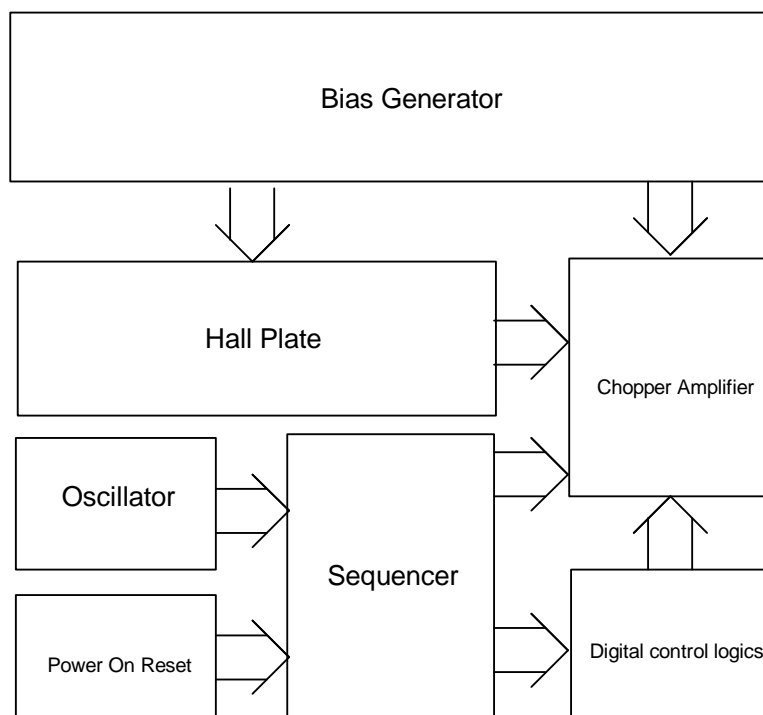 Bias Generator
Hall Plate
Chopper Amplifier
Oscillator
Sequencer
Power On Reset
Digital control logics